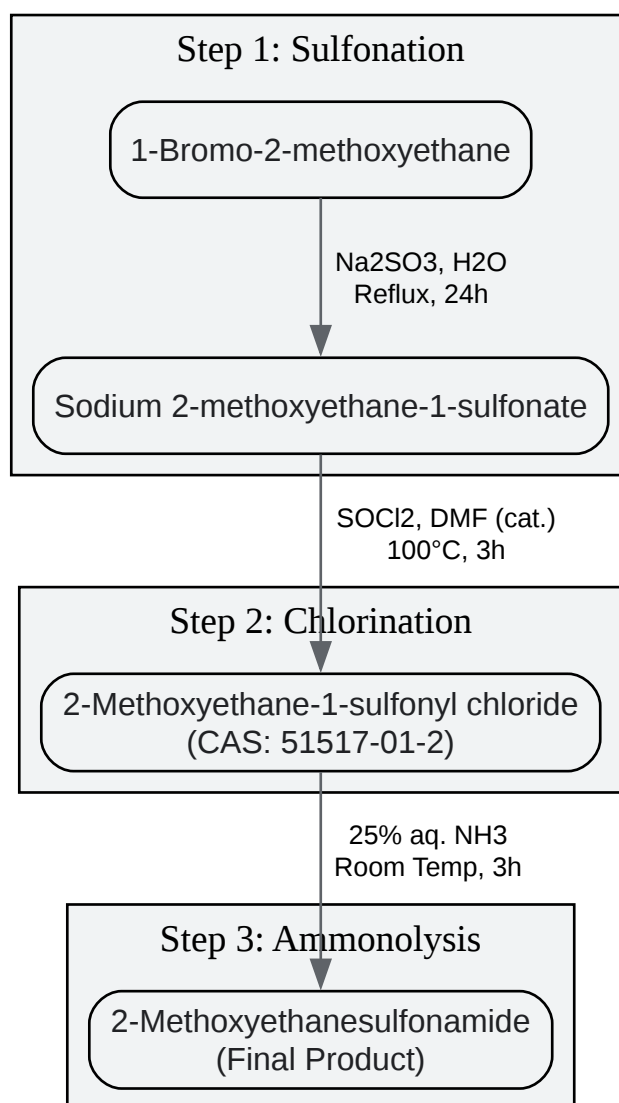 Step 1: Sulfonation
1-Bromo-2-methoxyethane
Na2SO3, H2O
Reflux, 24h
Sodium 2-methoxyethane-1-sulfonate
SOCl2, DMF (cat.)
100°C, 3h
Step 2: Chlorination
2-Methoxyethane-1-sulfonyl chloride
(CAS: 51517-01-2)
25% aq. NH3
Room Temp, 3h
Step 3: Ammonolysis
2-Methoxyethanesulfonamide
(Final Product)